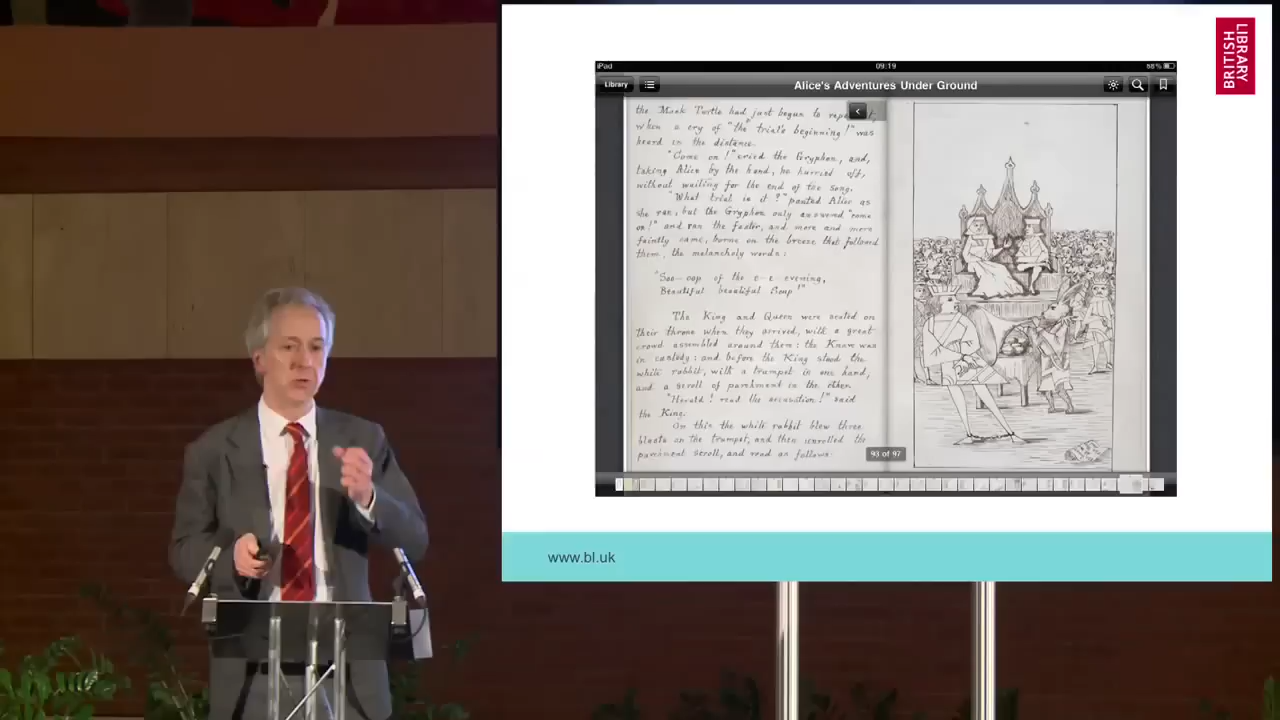 iPad
09:19
58%
Library
Alice's Adventures Under Ground
BRITISH
LIBRARY
the Mock Turtle had just begun to repeat it,
when a cry of "the trial's beginning!" was
heard in the distance.
"Come on!" cried the Gryphon, and,
taking Alice by the hand, he hurried off,
without waiting for the end of the song.
"What trial is it?" panted Alice as
she ran, but the Gryphon only answered "come
on!" and ran the faster, and more and more
faintly came, borne on the breeze that followed
them, the melancholy words:
"Soo—oop of the e—e—evening,
Beautiful beautiful Soup!"
The King and Queen were seated on
their throne when they arrived, with a great
crowd assembled around them: the Knave was
in custody: and before the King stood the
white rabbit, with a trumpet in one hand,
and a scroll of parchment in the other.
"Herald! read the accusation!" said
the King.
On this the white rabbit blew three
blasts on the trumpet, and then unrolled the
parchment scroll, and read as follows:
93 of 97
www.bl.uk